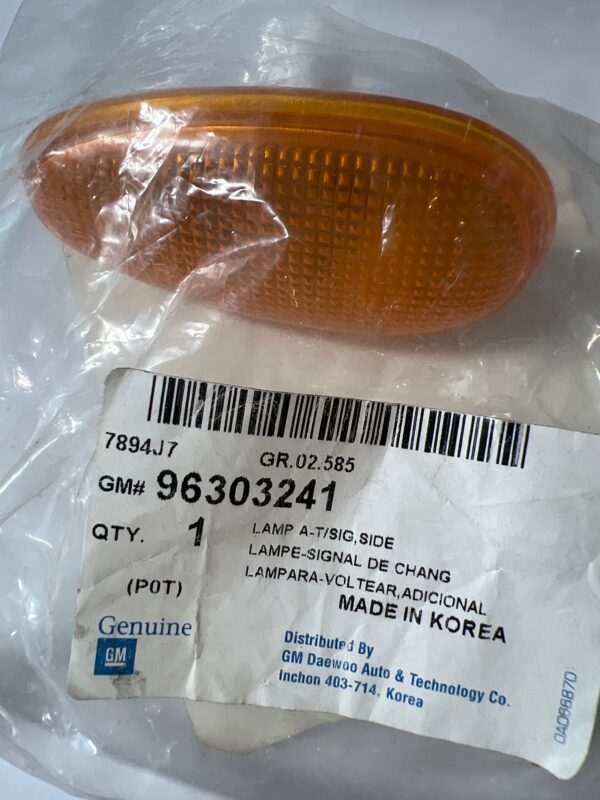 7894J7
GR.02.585
GM# 96303241
QTY. 1
LAMP A-T/SIG,SIDE
LAMPE-SIGNAL DE CHANG
LAMPARA-VOLTEAR,ADICIONAL
(P0T)
MADE IN KOREA
Genuine
GM
Distributed By
GM Daewoo Auto & Technology Co.
Inchon 403-714, Korea
0A066870